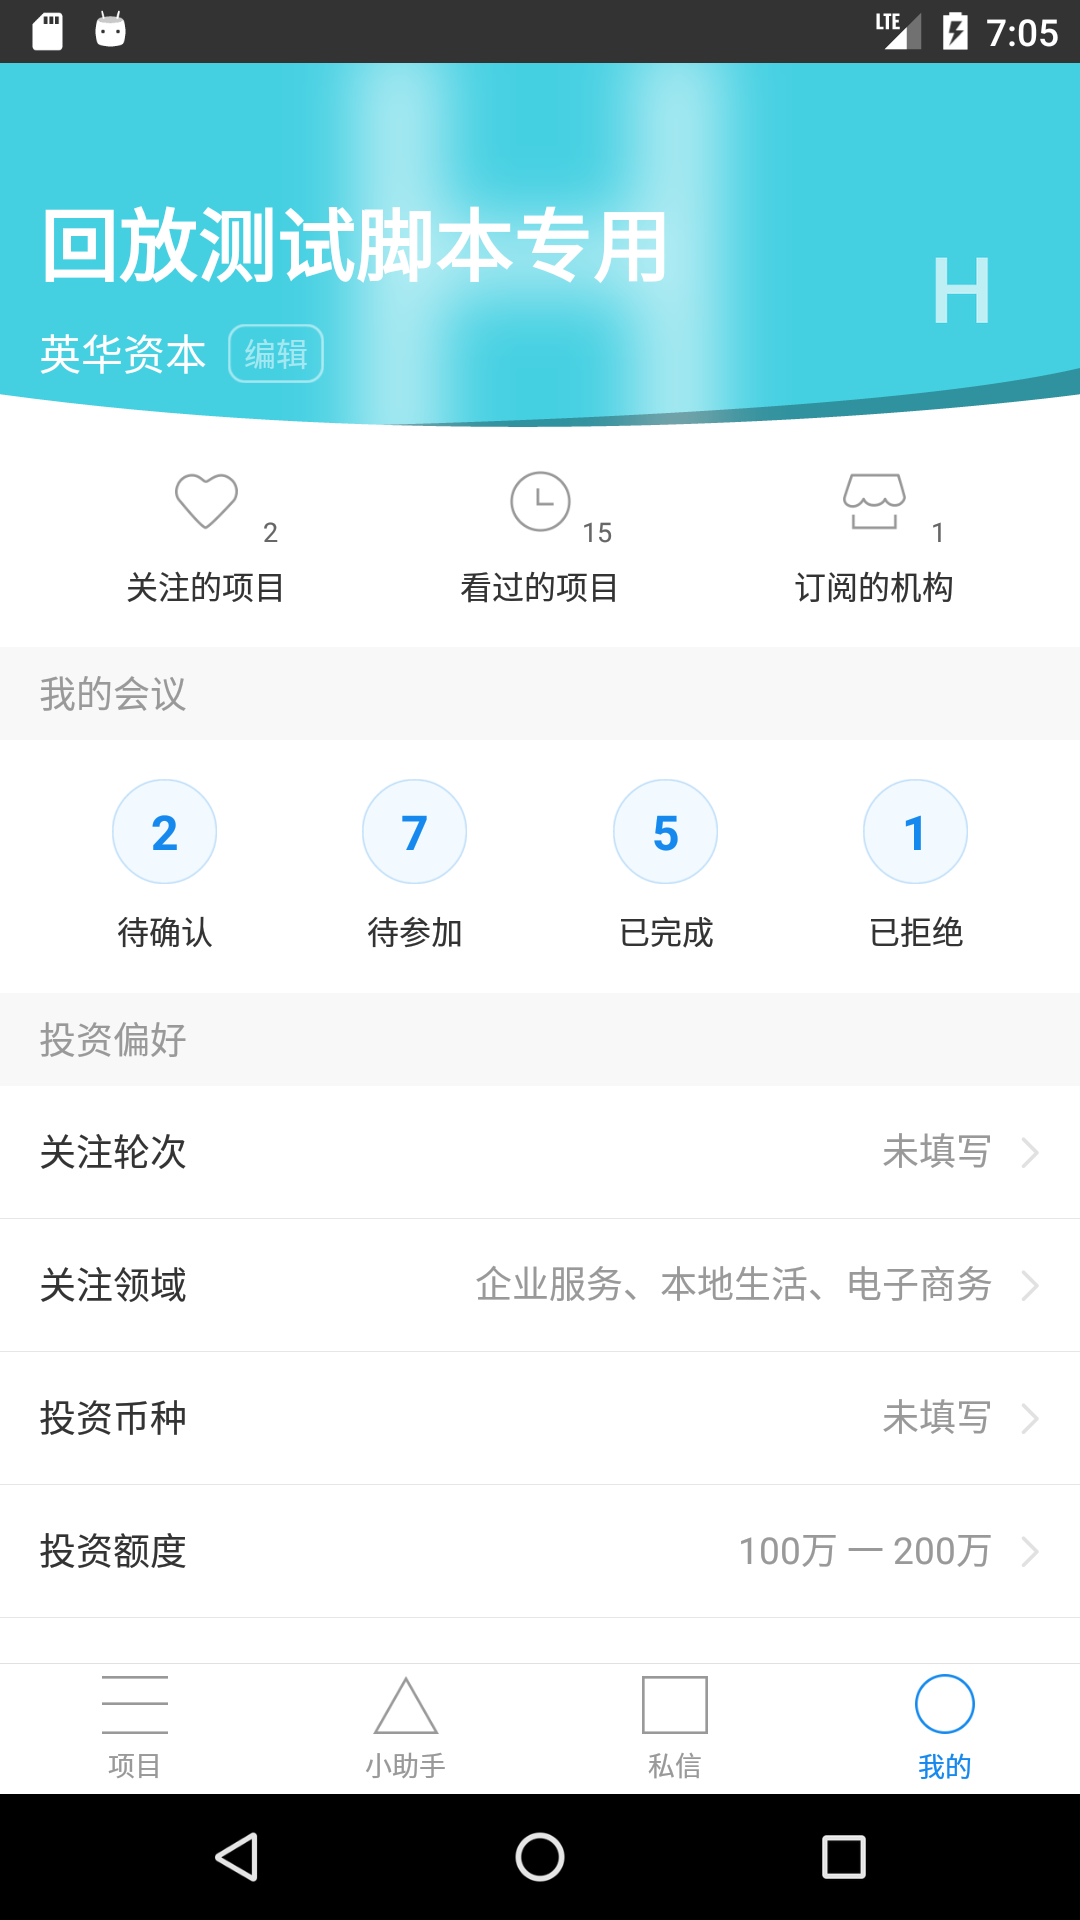 LTE 7:05
回放测试脚本专用
H
英华资本 编辑
2 15 1
关注的项目 看过的项目 订阅的机构
我的会议
2 7 5 1
待确认 待参加 已完成 已拒绝
投资偏好
关注轮次 未填写
关注领域 企业服务、本地生活、电子商务
投资币种 未填写
投资额度 100万 一 200万
项目 小助手 私信 我的